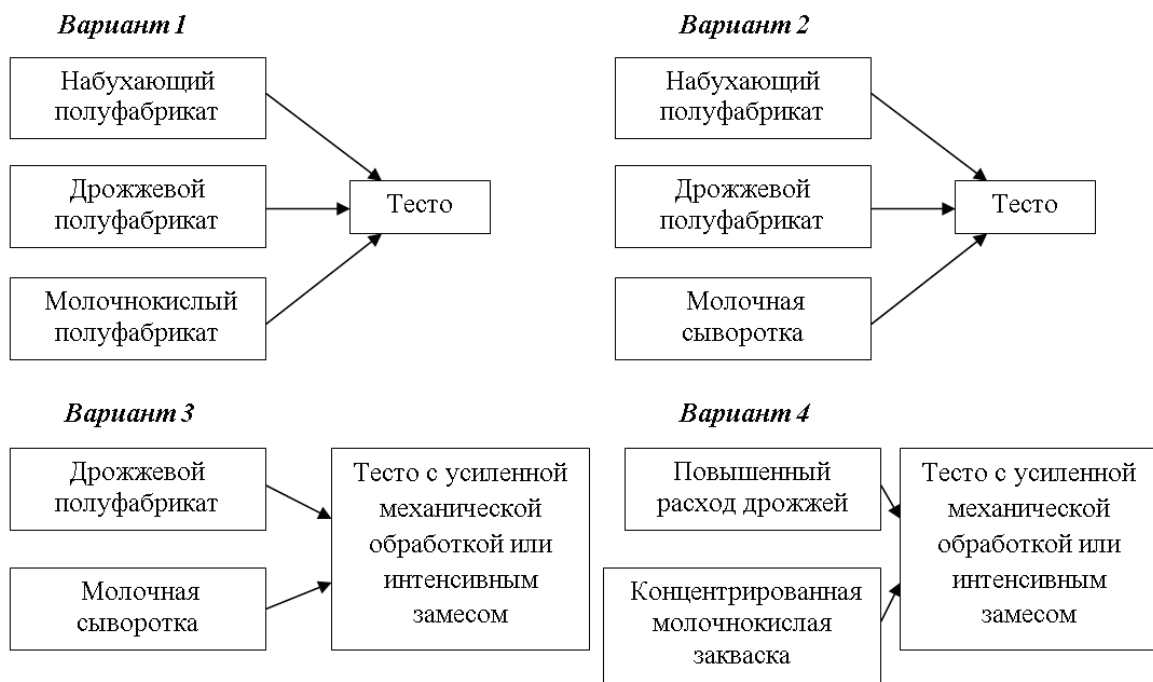 Вариант 1
Набухающий
полуфабрикат
Дрожжевой
полуфабрикат
Молочнокислый
полуфабрикат
Тесто
Вариант 2
Набухающий
полуфабрикат
Дрожжевой
полуфабрикат
Молочная
сыворотка
Тесто
Вариант 3
Дрожжевой
полуфабрикат
Молочная
сыворотка
Тесто с усиленной
механической
обработкой или
интенсивным
замесом
Вариант 4
Повышенный
расход дрожжей
Концентрированная
молочнокислая
закваска
Тесто с усиленной
механической
обработкой или
интенсивным
замесом